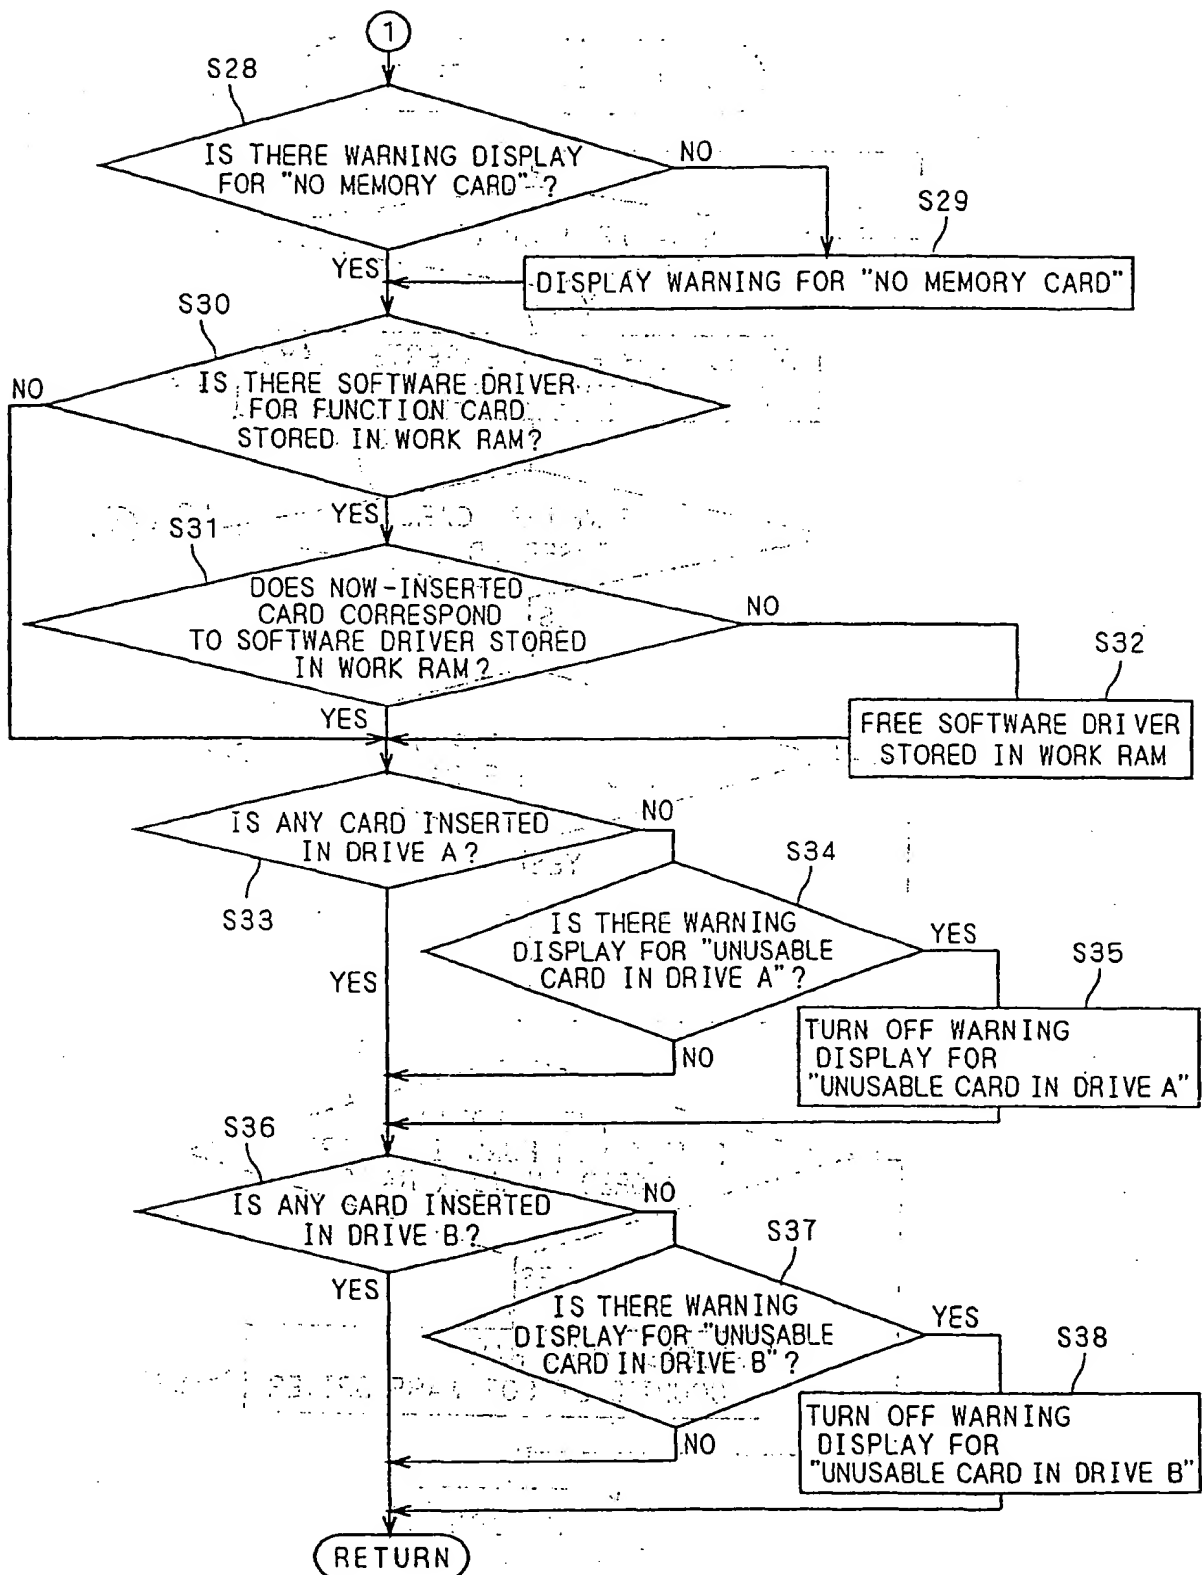 1
S28
IS THERE WARNING DISPLAY
FOR "NO MEMORY CARD" ?
NO
S29
YES
DISPLAY WARNING FOR "NO MEMORY CARD"
S30
NO
IS THERE SOFTWARE DRIVER
FOR FUNCTION CARD
STORED IN WORK RAM?
YES
S31
DOES NOW-INSERTED
CARD CORRESPOND
TO SOFTWARE DRIVER STORED
IN WORK RAM?
NO
S32
YES
FREE SOFTWARE DRIVER
STORED IN WORK RAM
IS ANY CARD INSERTED
IN DRIVE A?
NO
S33
S34
IS THERE WARNING
DISPLAY FOR "UNUSABLE
CARD IN DRIVE A"?
YES
YES
S35
NO
TURN OFF WARNING
DISPLAY FOR
"UNUSABLE CARD IN DRIVE A"
S36
IS ANY CARD INSERTED
IN DRIVE B?
NO
S37
YES
IS THERE WARNING
DISPLAY FOR "UNUSABLE
CARD IN DRIVE B"?
YES
S38
NO
TURN OFF WARNING
DISPLAY FOR
"UNUSABLE CARD IN DRIVE B"
RETURN